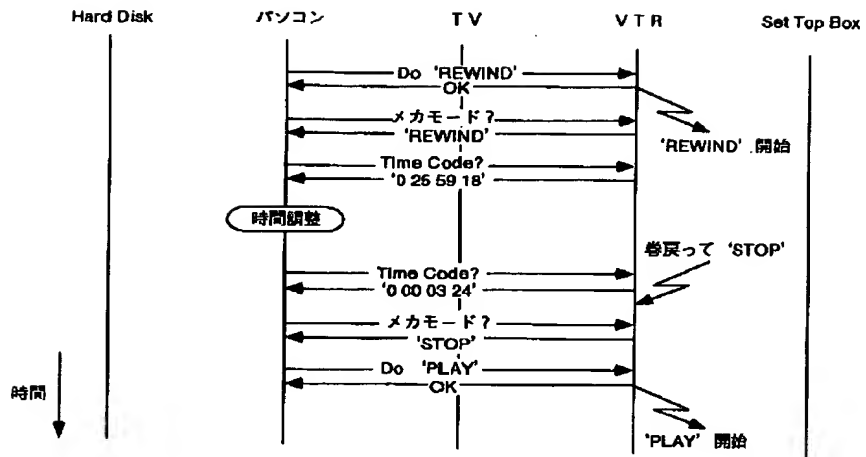 Hard Disk
パソコン
TV
VTR
Set Top Box
Do 'REWIND'
OK
メカモード?
'REWIND'
'REWIND' 開始
Time Code?
'0 25 59 18'
時間調整
巻戻って 'STOP'
Time Code?
'0 00 03 24'
メカモード?
'STOP'
Do 'PLAY'
OK
時間
'PLAY' 開始